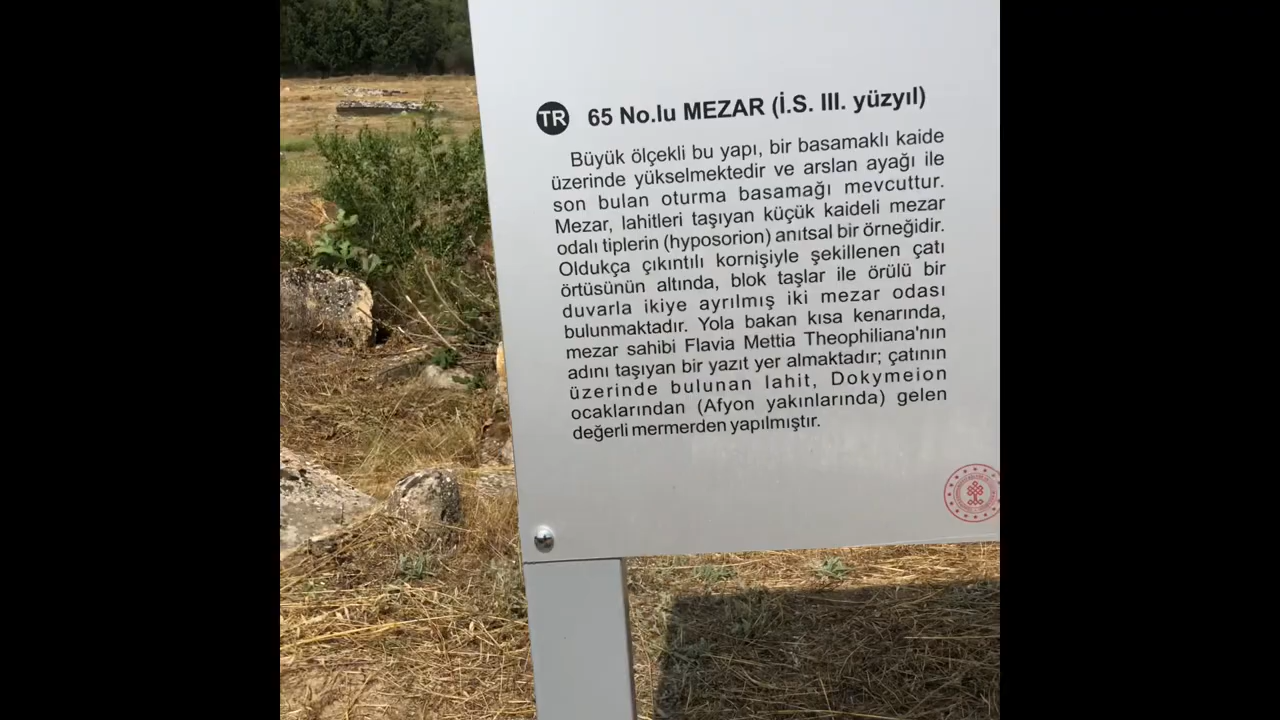 TR 65 No.lu MEZAR (İ.S. III. yüzyıl)
Büyük ölçekli bu yapı, bir basamaklı kaide
üzerinde yükselmektedir ve arslan ayağı ile
son bulan oturma basamağı mevcuttur.
Mezar, lahitleri taşıyan küçük kaideli mezar
odalı tiplerin (hyposorion) anıtsal bir örneğidir.
Oldukça çıkıntılı kornişiyle şekillenen çatı
örtüsünün altında, blok taşlar ile örülü bir
duvarla ikiye ayrılmış iki mezar odası
bulunmaktadır. Yola bakan kısa kenarında,
mezar sahibi Flavia Mettia Theophiliana'nın
adını taşıyan bir yazıt yer almaktadır; çatının
üzerinde bulunan lahit, Dokymeion
ocaklarından (Afyon yakınlarında) gelen
değerli mermerden yapılmıştır.